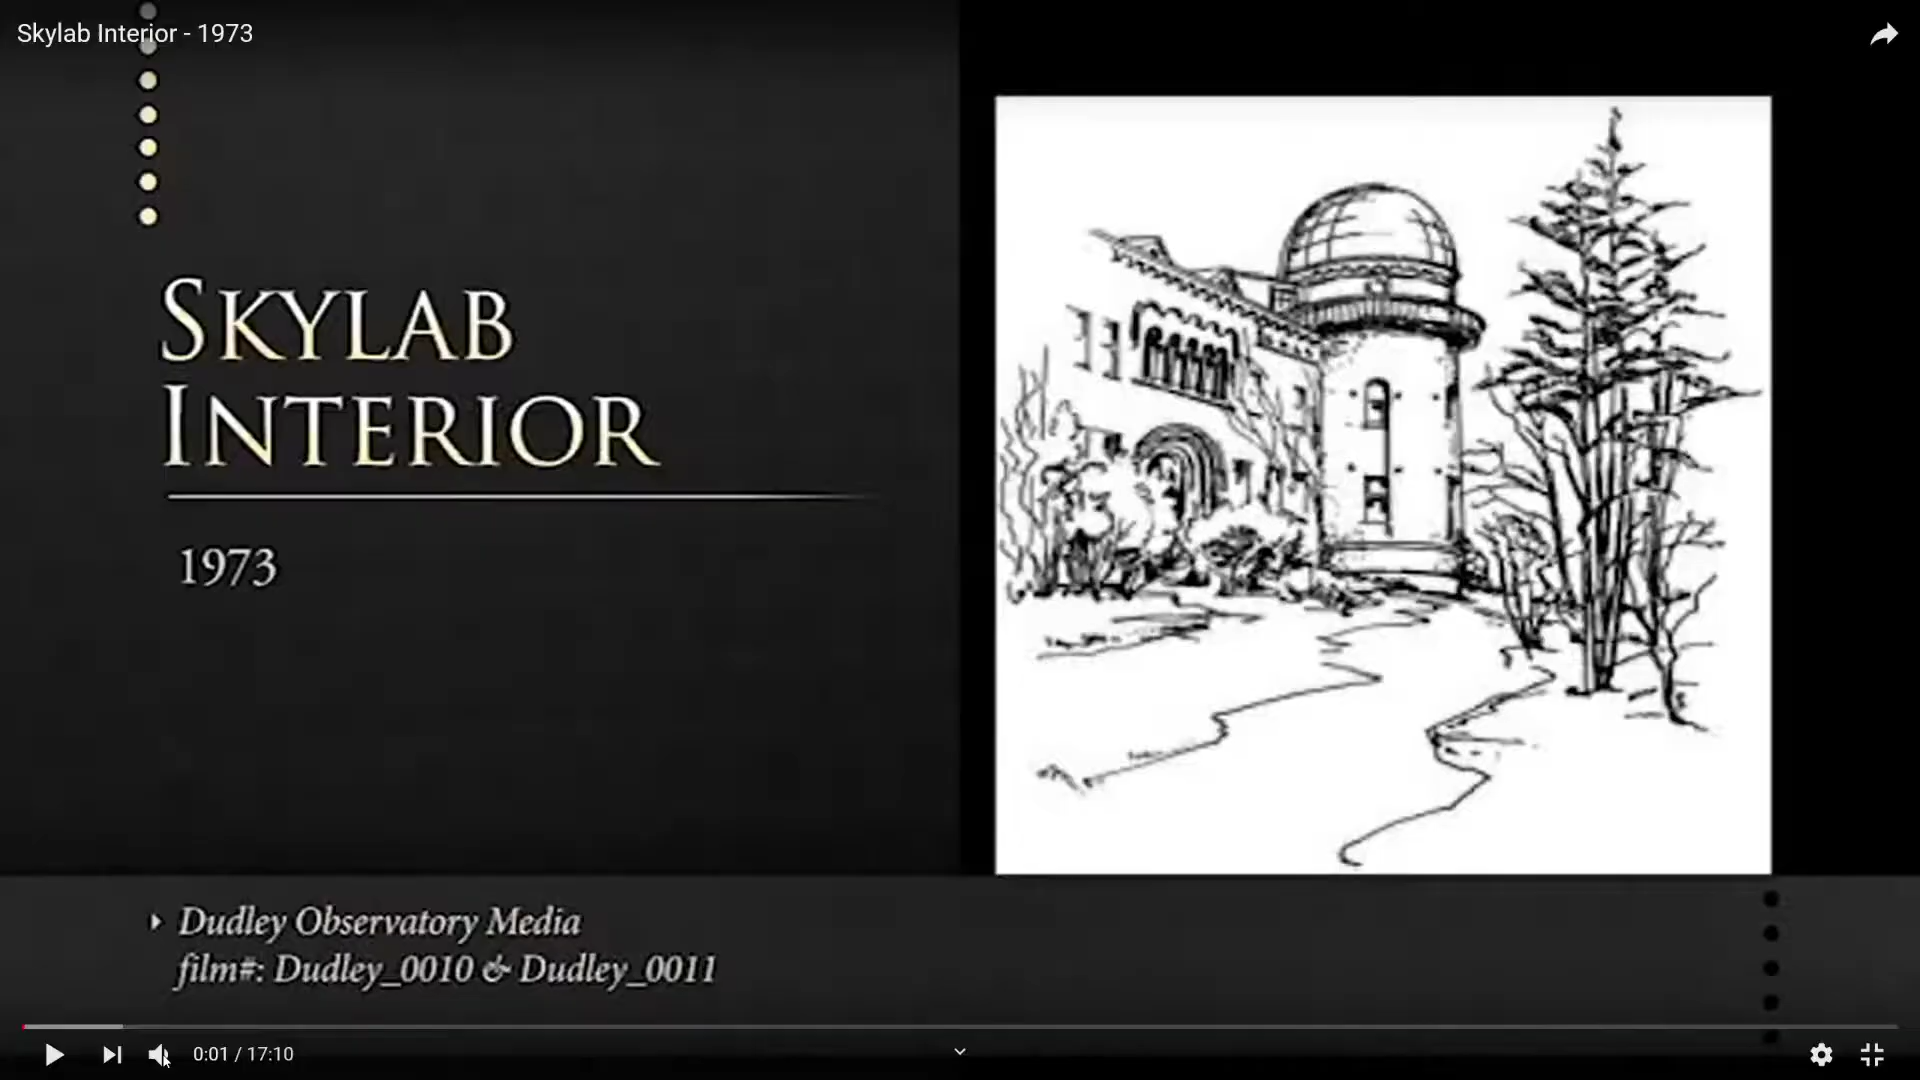 Skylab Interior - 1973
SKYLAB
INTERIOR
1973
Dudley Observatory Media
film#: Dudley_0010 & Dudley_0011
0:01 / 17:10